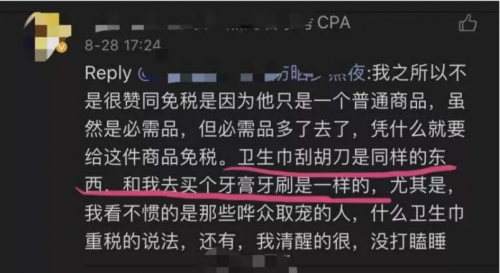 CPA
8-28 17:24
Reply @
:我之所以不
是很赞同免税是因为他只是一个普通商品，虽
然是必需品，但必需品多了去了，凭什么就要
给这件商品免税。卫生巾刮胡刀是同样的东
西，和我去买个牙膏牙刷是一样的，尤其是，
我看不惯的是那些哗众取宠的人，什么卫生巾
重税的说法，还有，我清醒的很，没打瞌睡